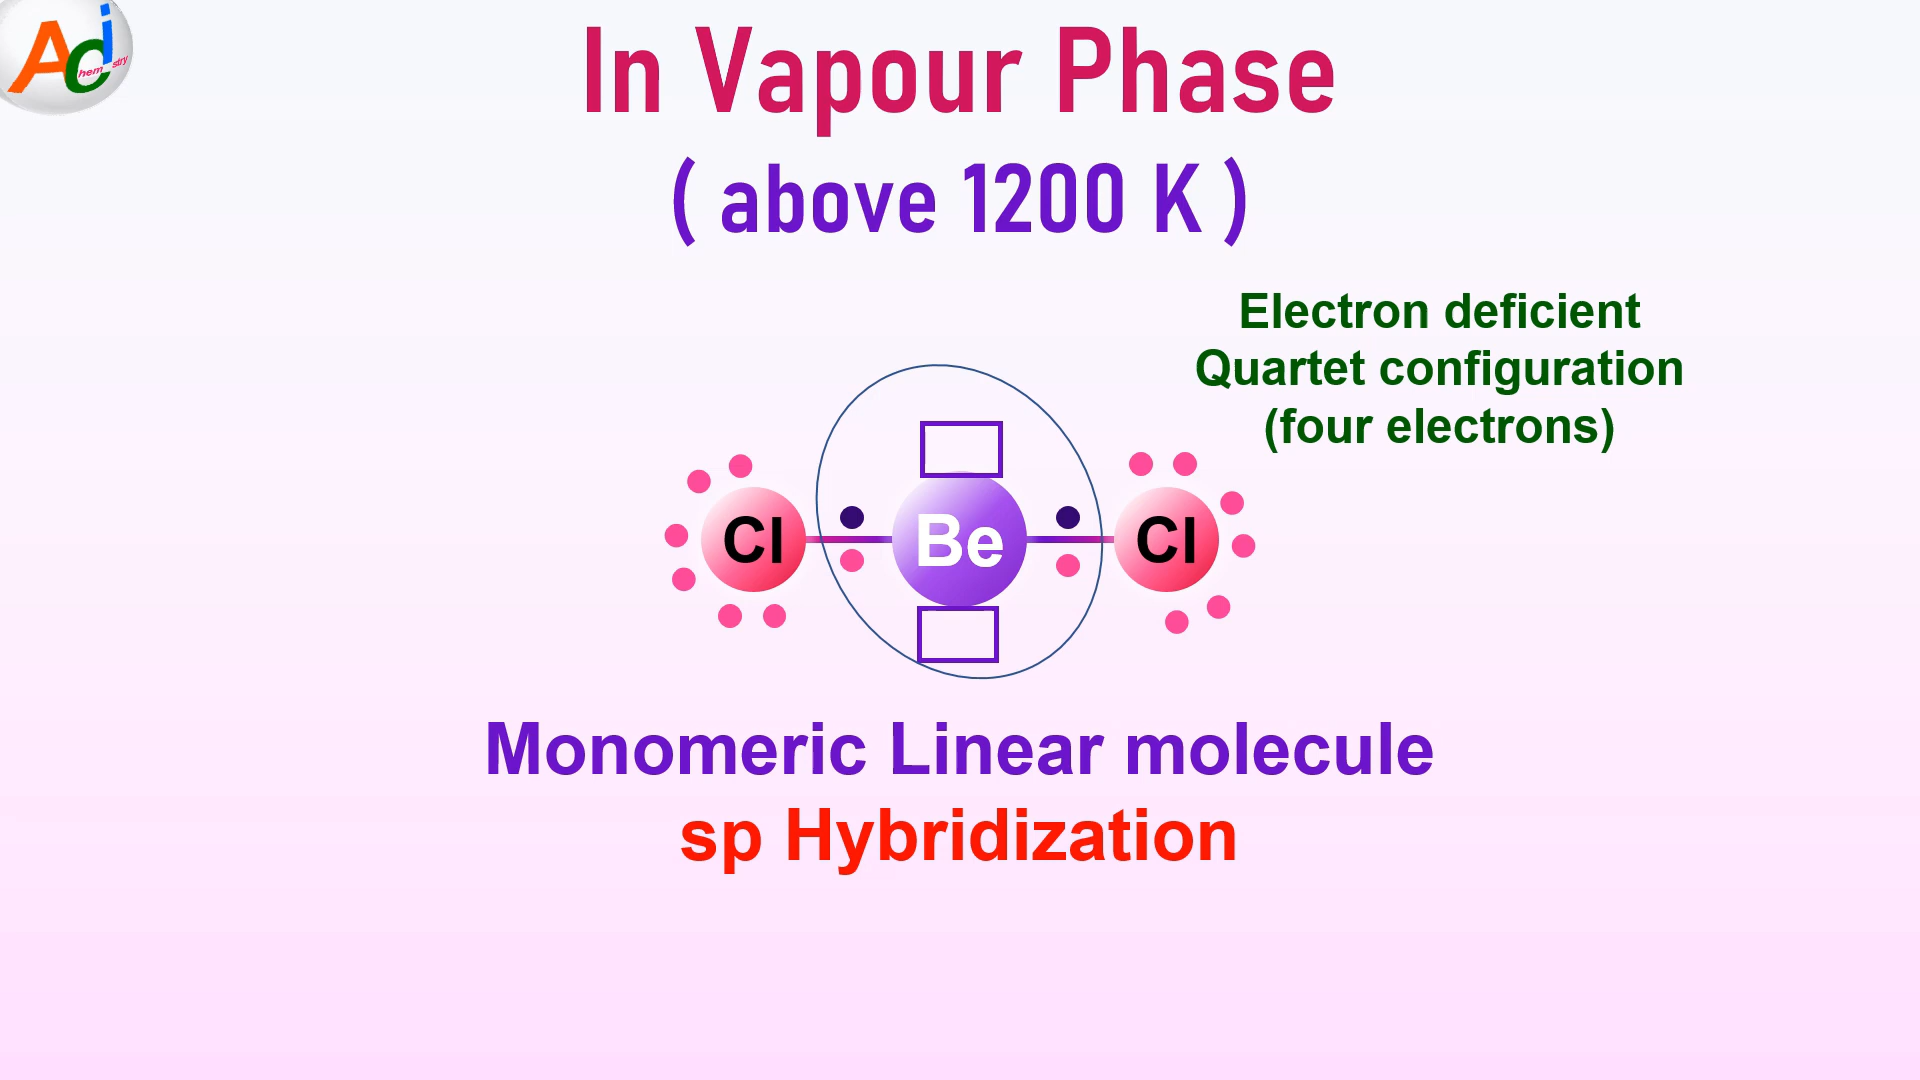 Adichemistry
In Vapour Phase
( above 1200 K )
Electron deficient
Quartet configuration
(four electrons)
Cl Be Cl
Monomeric Linear molecule
sp Hybridization